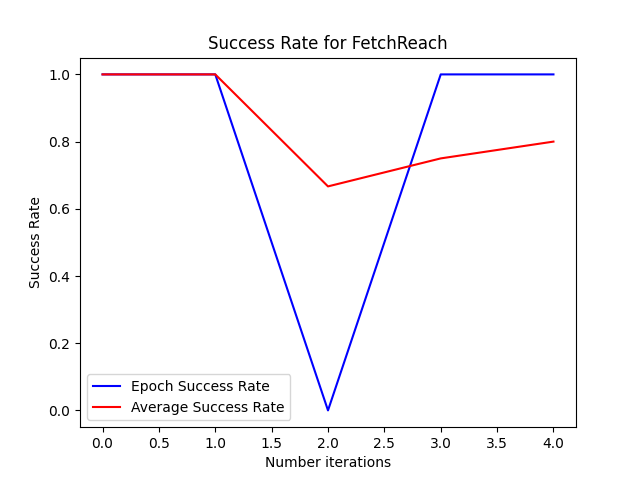 Success Rate for FetchReach
1.0
0.8
0.6
0.4
0.2
0.0
Success Rate
Epoch Success Rate
Average Success Rate
0.0 0.5 1.0 1.5 2.0 2.5 3.0 3.5 4.0
Number iterations